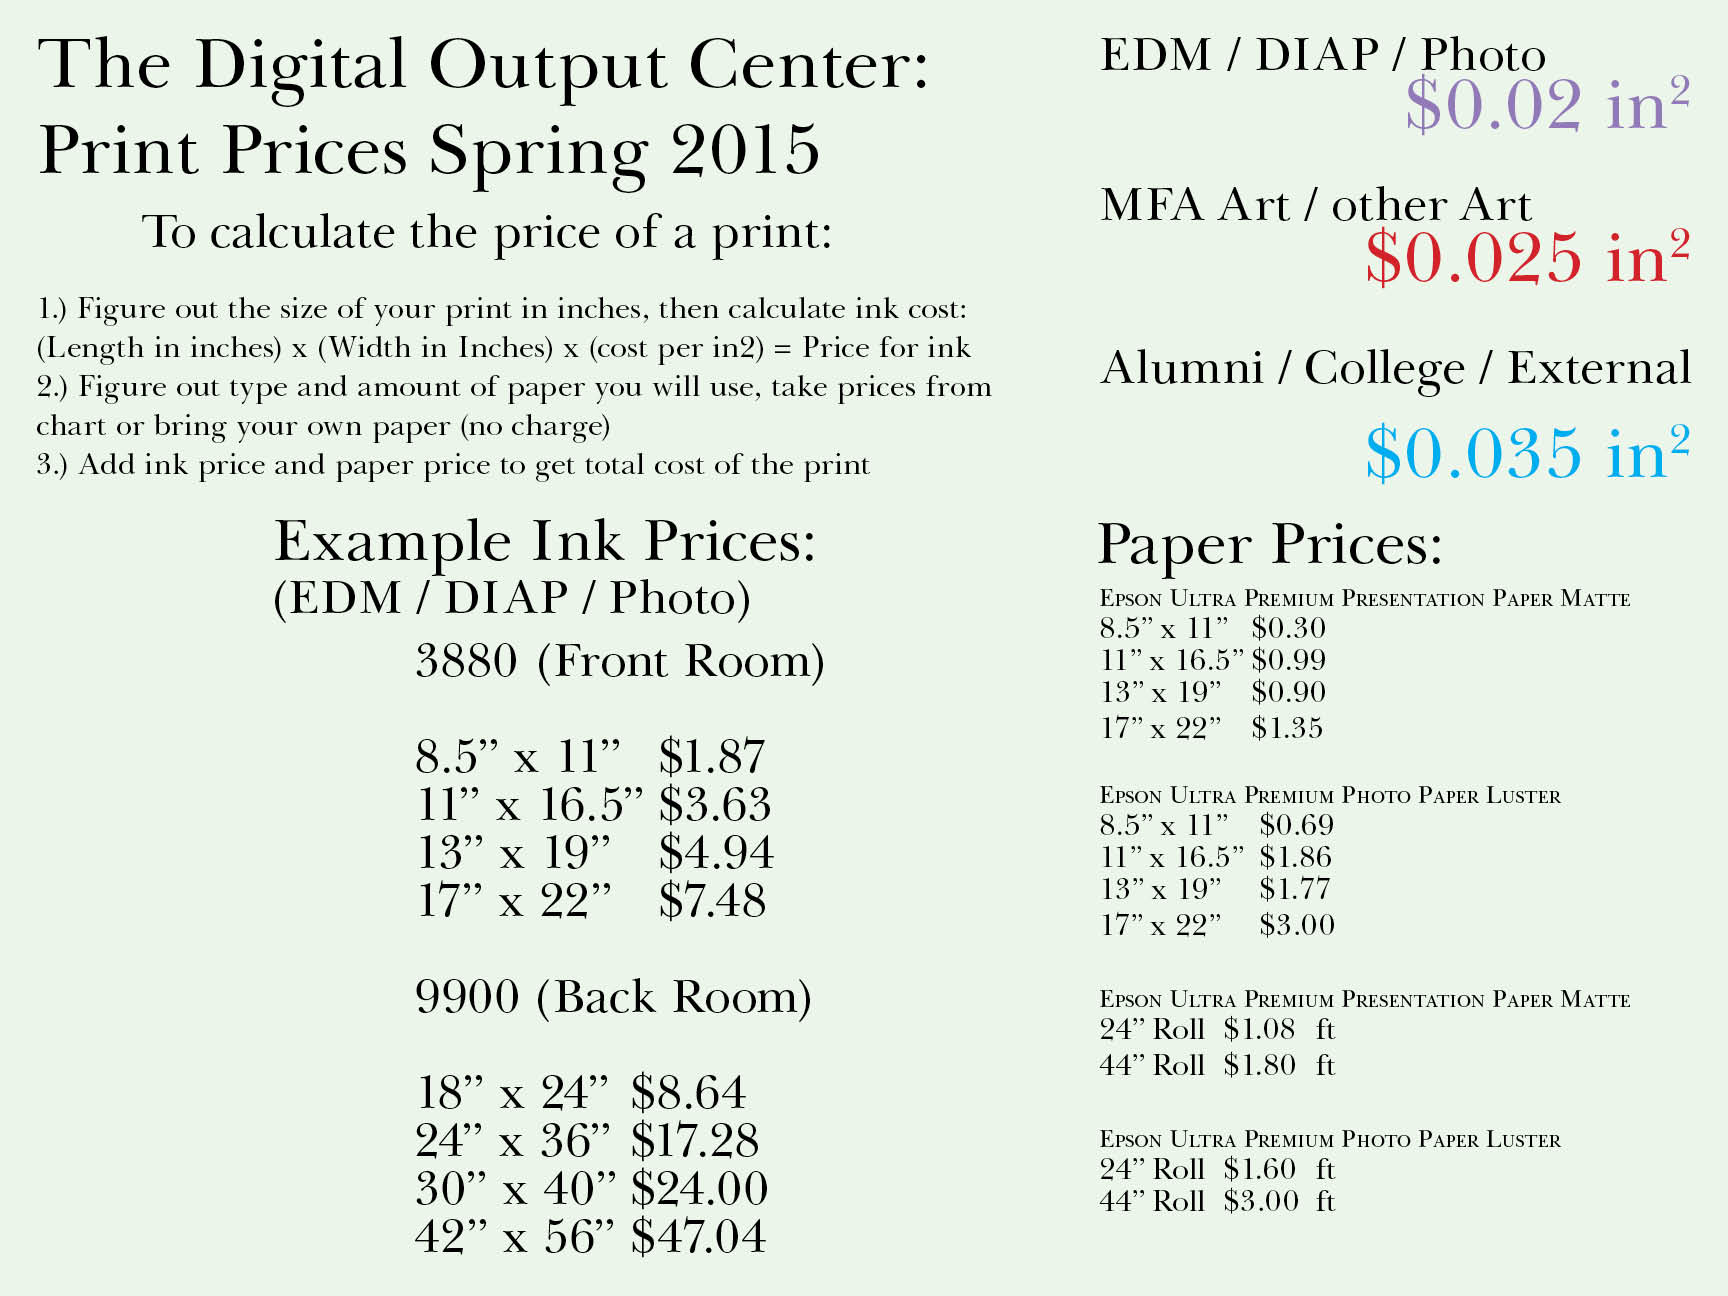 The Digital Output Center:
Print Prices Spring 2015
To calculate the price of a print:
1.) Figure out the size of your print in inches, then calculate ink cost:
(Length in inches) x (Width in Inches) x (cost per in2) = Price for ink
2.) Figure out type and amount of paper you will use, take prices from
chart or bring your own paper (no charge)
3.) Add ink price and paper price to get total cost of the print
Example Ink Prices:
(EDM / DIAP / Photo)
3880 (Front Room)
8.5” x 11” $1.87
11” x 16.5” $3.63
13” x 19” $4.94
17” x 22” $7.48
9900 (Back Room)
18” x 24” $8.64
24” x 36” $17.28
30” x 40” $24.00
42” x 56” $47.04
EDM / DIAP / Photo
$0.02 in²
MFA Art / other Art
$0.025 in²
Alumni / College / External
$0.035 in²
Paper Prices:
Epson Ultra Premium Presentation Paper Matte
8.5” x 11” $0.30
11” x 16.5” $0.99
13” x 19” $0.90
17” x 22” $1.35
Epson Ultra Premium Photo Paper Luster
8.5” x 11” $0.69
11” x 16.5” $1.86
13” x 19” $1.77
17” x 22” $3.00
Epson Ultra Premium Presentation Paper Matte
24” Roll $1.08 ft
44” Roll $1.80 ft
Epson Ultra Premium Photo Paper Luster
24” Roll $1.60 ft
44” Roll $3.00 ft